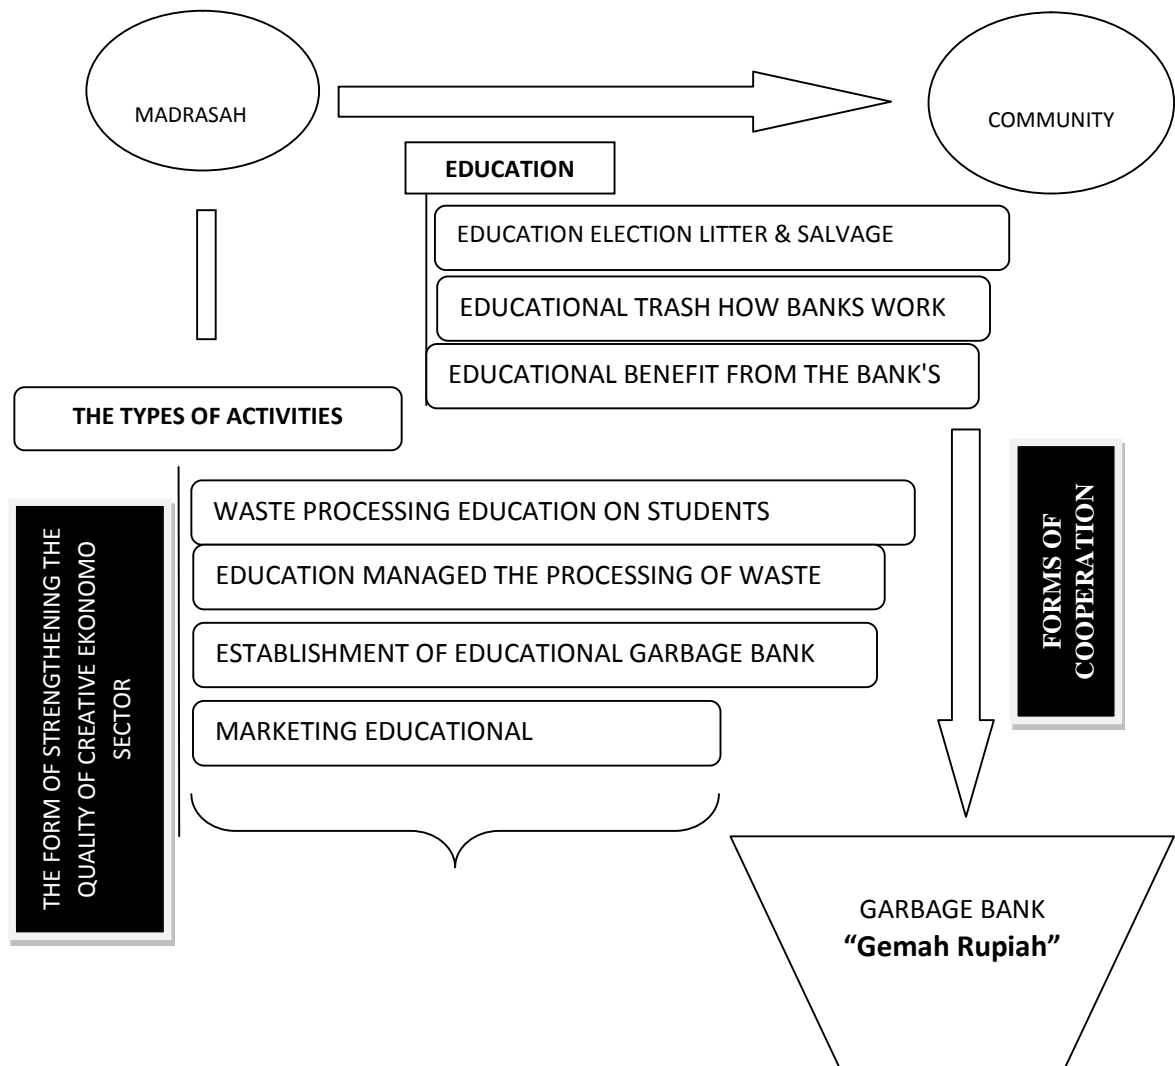 MADRASAH
COMMUNITY
EDUCATION
EDUCATION ELECTION LITTER & SALVAGE
EDUCATIONAL TRASH HOW BANKS WORK
EDUCATIONAL BENEFIT FROM THE BANK'S
THE TYPES OF ACTIVITIES
WASTE PROCESSING EDUCATION ON STUDENTS
EDUCATION MANAGED THE PROCESSING OF WASTE
ESTABLISHMENT OF EDUCATIONAL GARBAGE BANK
MARKETING EDUCATIONAL
THE FORM OF STRENGTHENING THE
QUALITY OF CREATIVE EKONOMO
SECTOR
FORMS OF
COOPERATION
GARBAGE BANK
“Gemah Rupiah”